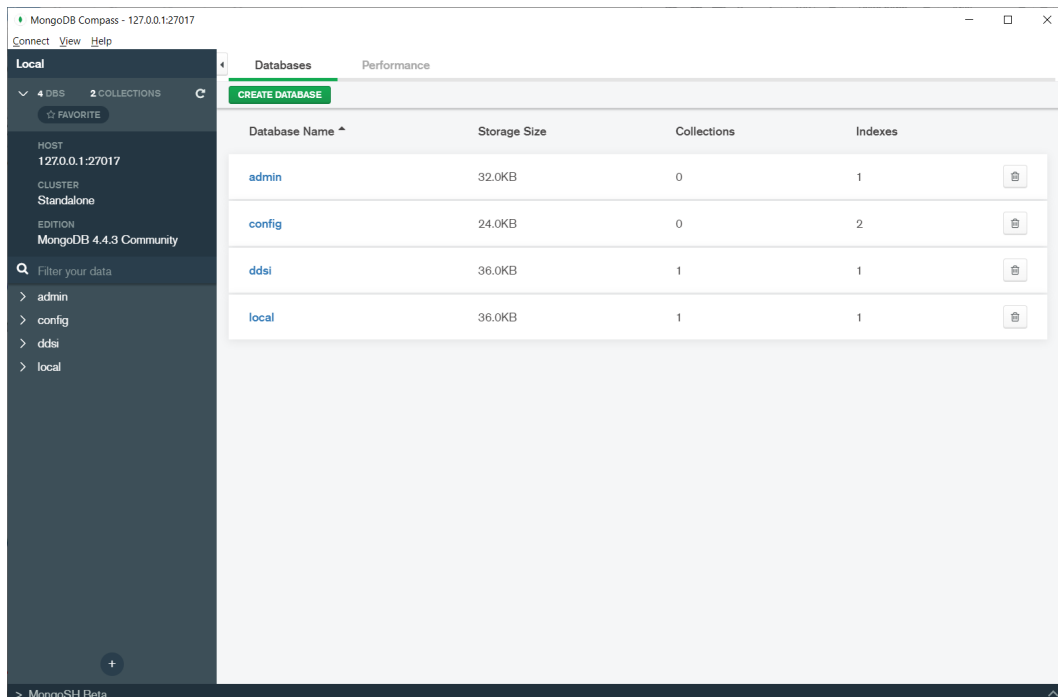 MongoDB Compass - 127.0.0.1:27017
Connect View Help
Local
4 DBS 2 COLLECTIONS
FAVORITE
HOST
127.0.0.1:27017
CLUSTER
Standalone
EDITION
MongoDB 4.4.3 Community
Filter your data
admin
config
ddsi
local
Databases Performance
CREATE DATABASE
Database Name Storage Size Collections Indexes
admin 32.0KB 0 1
config 24.0KB 0 2
ddsi 36.0KB 1 1
local 36.0KB 1 1
> MongoSH Beta